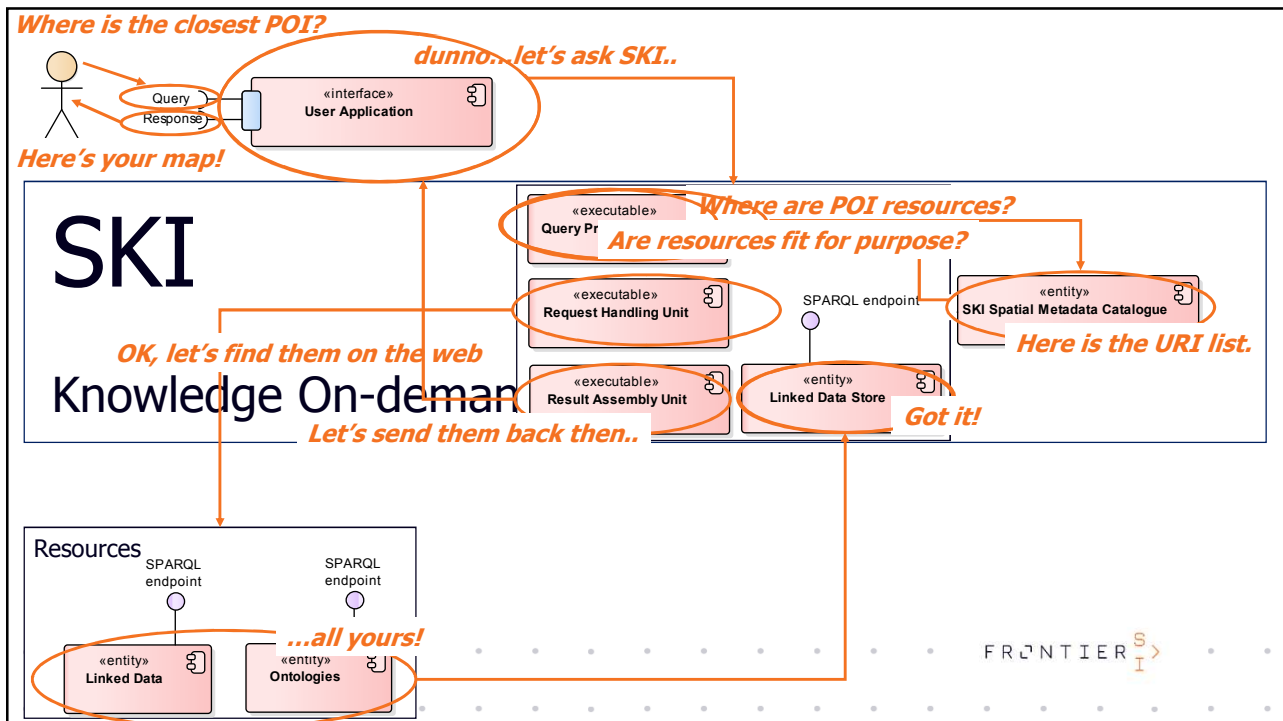 Where is the closest POI?
dunno...let's ask SKI..
Query
Response
«interface»
User Application
Here's your map!
SKI
Knowledge On-deman
«executable»
Query Pr
Where are POI resources?
Are resources fit for purpose?
«executable»
Request Handling Unit
SPARQL endpoint
«entity»
SKI Spatial Metadata Catalogue
Here is the URI list.
OK, let's find them on the web
«executable»
Result Assembly Unit
«entity»
Linked Data Store
Got it!
Let's send them back then..
Resources
SPARQL
endpoint
SPARQL
endpoint
...all yours!
«entity»
Linked Data
«entity»
Ontologies
FRONTIER SI